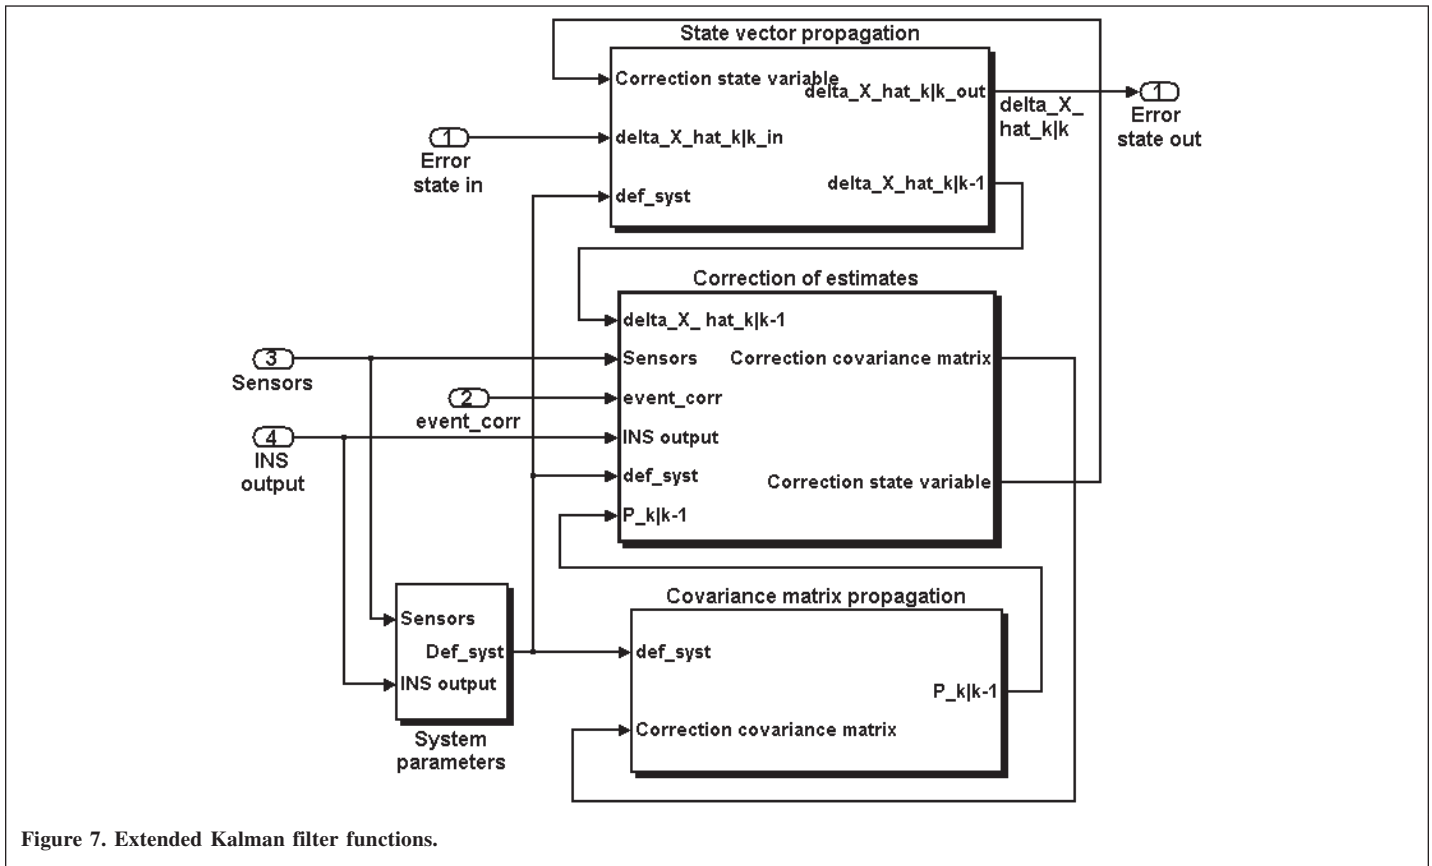 State vector propagation
Correction state variable
delta_X_hat_k|k_out
delta_X_
hat_k|k
1
Error
state out
1
Error
state in
delta_X_hat_k|k_in
delta_X_hat_k|k-1
def_syst
Correction of estimates
delta_X_ hat_k|k-1
3
Sensors
Sensors
Correction covariance matrix
2
event_corr
event_corr
4
INS
output
INS output
def_syst
Correction state variable
P_k|k-1
Sensors
Def_syst
INS output
System
parameters
Covariance matrix propagation
def_syst
P_k|k-1
Correction covariance matrix
Figure 7. Extended Kalman filter functions.